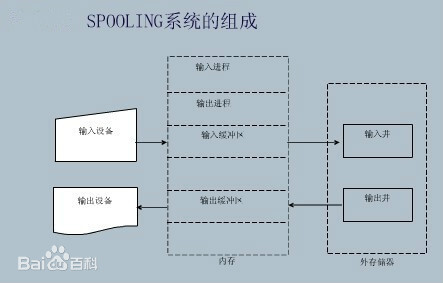 SPOOLING系统的组成
输入进程
输出进程
输入设备
输入缓冲区
输入井
输出设备
输出缓冲区
输出井
内存
外存储器
Bai百科